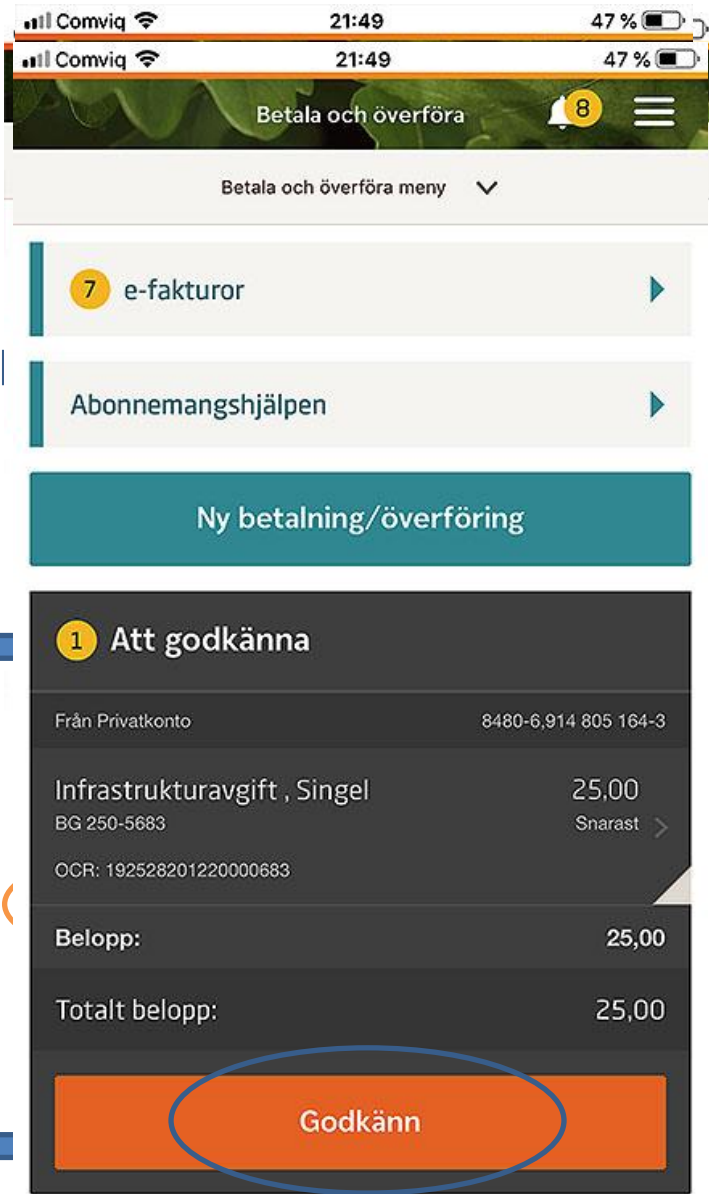 Comviq 21:49 47 %
Comviq 21:49 47 %
Betala och överföra 8
Betala och överföra meny
7 e-fakturor
Abonnemangshjälpen
Ny betalning/överföring
1 Att godkänna
Från Privatkonto 8480-6,914 805 164-3
Infrastrukturavgift , Singel 25,00
BG 250-5683 Snarast
OCR: 192528201220000683
Belopp: 25,00
Totalt belopp: 25,00
Godkänn